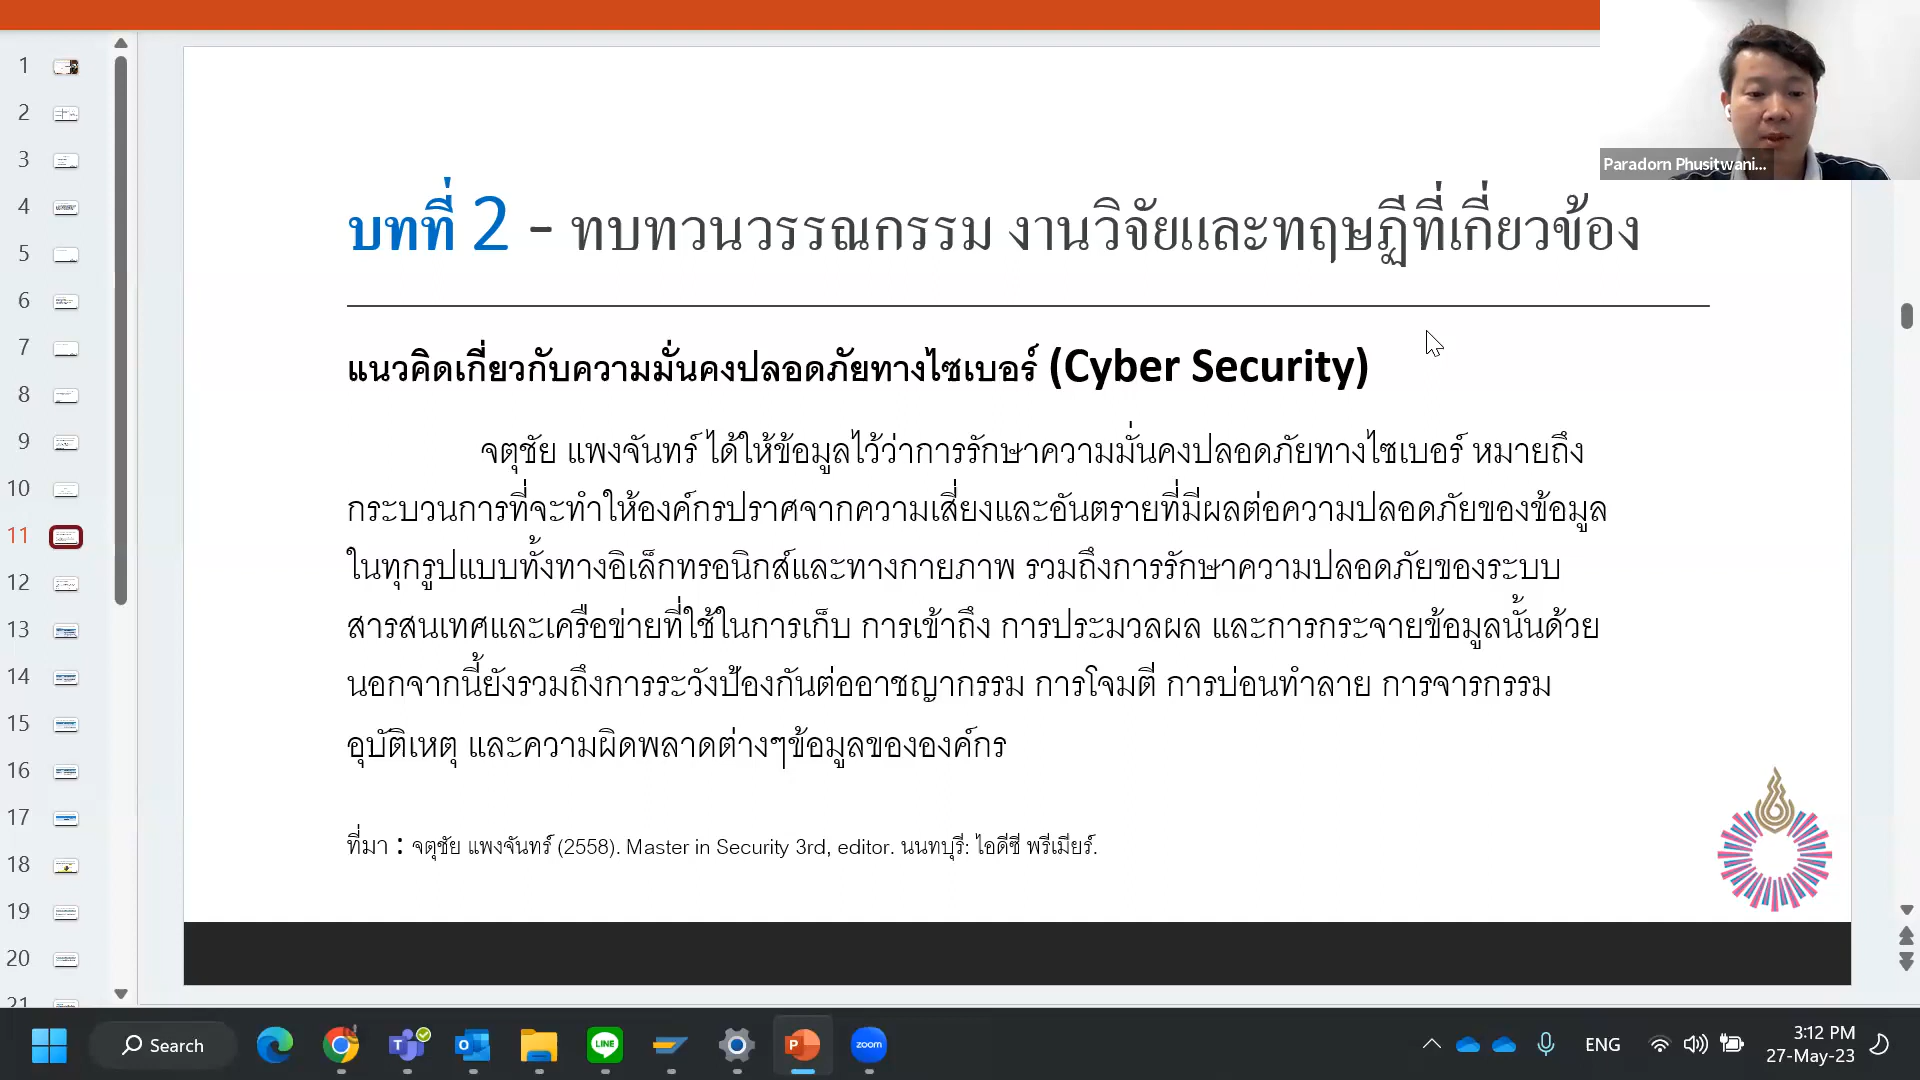 1
2
3
4
5
6
7
8
9
10
11
12
13
14
15
16
17
18
19
20
21
Paradorn Phusitwani...
บทที่ 2 - ทบทวนวรรณกรรม งานวิจัยและทฤษฎีที่เกี่ยวข้อง
แนวคิดเกี่ยวกับความมั่นคงปลอดภัยทางไซเบอร์ (Cyber Security)
จตุชัย แพงจันทร์ ได้ให้ข้อมูลไว้ว่าการรักษาความมั่นคงปลอดภัยทางไซเบอร์ หมายถึง
กระบวนการที่จะทำให้องค์กรปราศจากความเสี่ยงและอันตรายที่มีผลต่อความปลอดภัยของข้อมูล
ในทุกรูปแบบทั้งทางอิเล็กทรอนิกส์และทางกายภาพ รวมถึงการรักษาความปลอดภัยของระบบ
สารสนเทศและเครือข่ายที่ใช้ในการเก็บ การเข้าถึง การประมวลผล และการกระจายข้อมูลนั้นด้วย
นอกจากนี้ยังรวมถึงการระวังป้องกันต่ออาชญากรรม การโจมตี การบ่อนทำลาย การจารกรรม
อุบัติเหตุ และความผิดพลาดต่างๆข้อมูลขององค์กร
ที่มา : จตุชัย แพงจันทร์ (2558). Master in Security 3rd, editor. นนทบุรี: ไอดีซี พรีเมียร์.
Search
LINE
zoom
ENG
3:12 PM
27-May-23